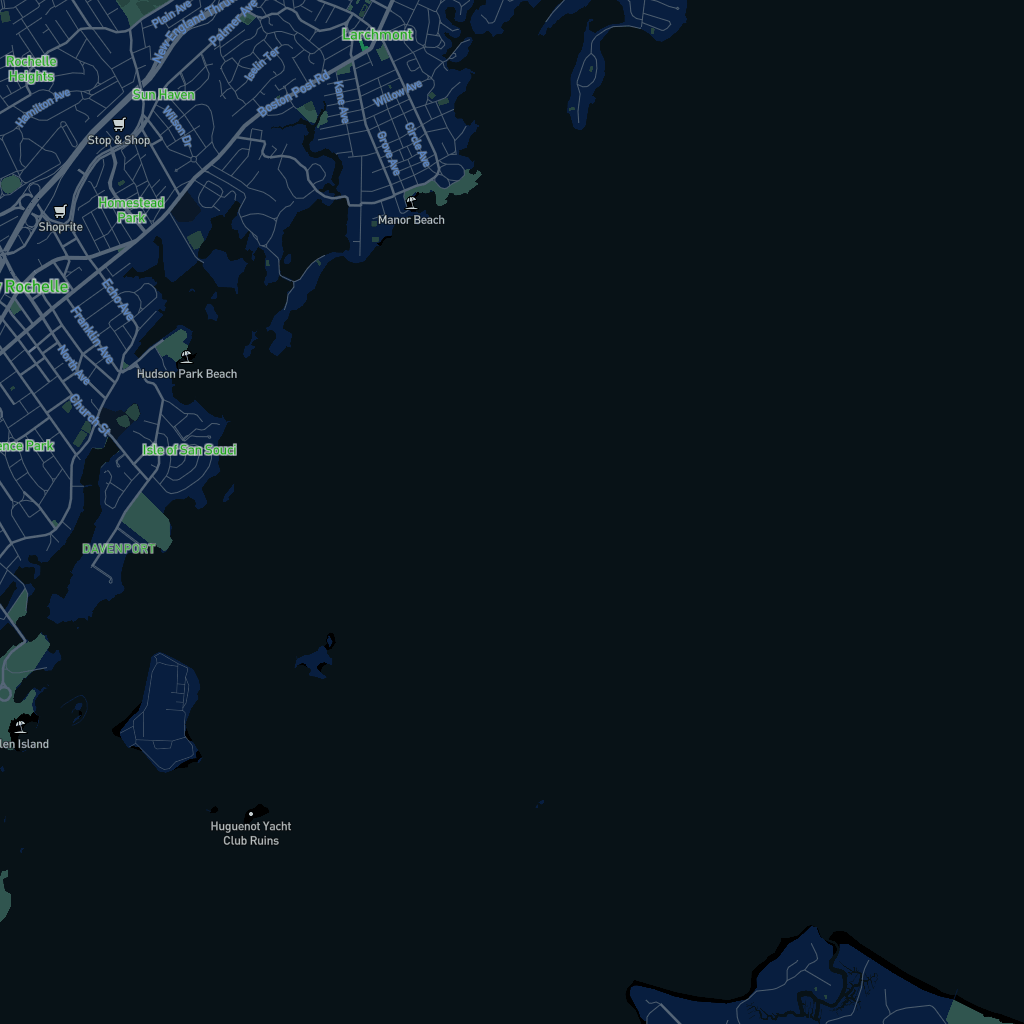 Plain Ave
New England Thruw
Palmer Ave
Larchmont
Rochelle
Heights
Iselin Ter
Sun Haven
Boston Post Rd
Kane Ave
Willow Ave
Hamilton Ave
Wilson Dr
Stop & Shop
Grove Ave
Circle Ave
Homestead
Park
Shoprite
Manor Beach
Rochelle
Echo Ave
Franklin Ave
North Ave
Hudson Park Beach
Church St
ence Park
Isle of San Souci
DAVENPORT
len Island
Huguenot Yacht
Club Ruins